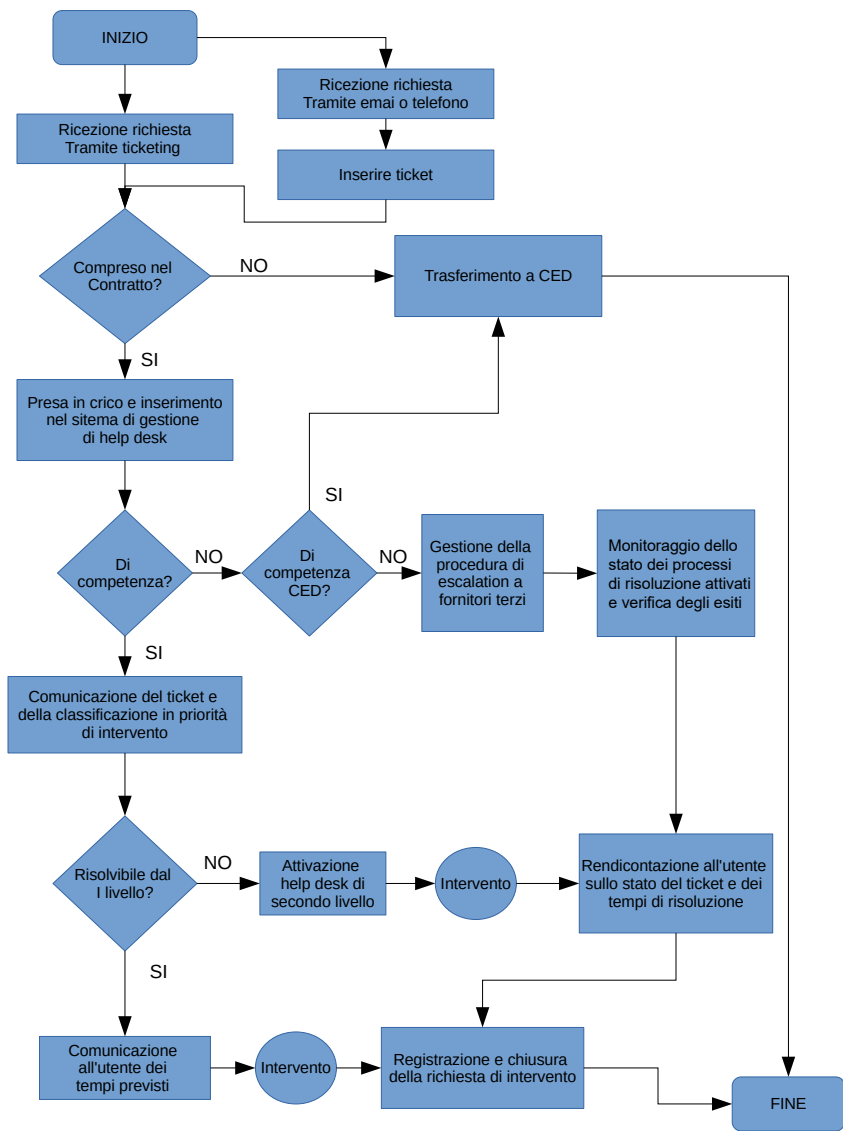 INIZIO
Ricezione richiesta
Tramite emai o telefono
Ricezione richiesta
Tramite ticketing
Inserire ticket
Compreso nel
Contratto?
NO
Trasferimento a CED
SI
Presa in crico e inserimento
nel sitema di gestione
di help desk
SI
Di
competenza?
NO
Di
competenza
CED?
NO
Gestione della
procedura di
escalation a
fornitori terzi
Monitoraggio dello
stato dei processi
di risoluzione attivati
e verifica degli esiti
SI
Comunicazione del ticket e
della classificazione in priorità
di intervento
Risolvibile dal
I livello?
NO
Attivazione
help desk di
secondo livello
Intervento
Rendicontazione all'utente
sullo stato del ticket e dei
tempi di risoluzione
SI
Comunicazione
all'utente dei
tempi previsti
Intervento
Registrazione e chiusura
della richiesta di intervento
FINE